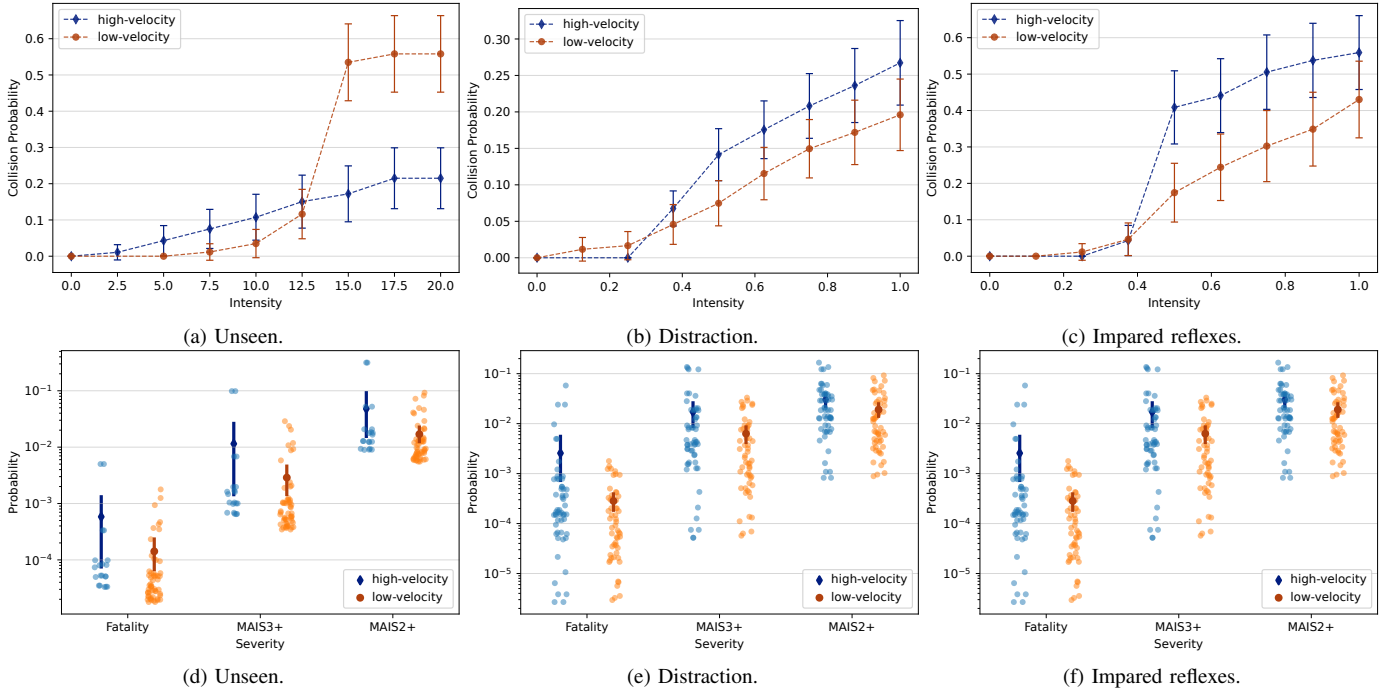 high-velocity
low-velocity
Collision Probability
0.6
0.5
0.4
0.3
0.2
0.1
0.0
0.0 2.5 5.0 7.5 10.0 12.5 15.0 17.5 20.0
Intensity
(a) Unseen.
high-velocity
low-velocity
Collision Probability
0.30
0.25
0.20
0.15
0.10
0.05
0.00
0.0 0.2 0.4 0.6 0.8 1.0
Intensity
(b) Distraction.
high-velocity
low-velocity
Collision Probability
0.6
0.5
0.4
0.3
0.2
0.1
0.0
0.0 0.2 0.4 0.6 0.8 1.0
Intensity
(c) Impared reflexes.
Probability
10⁻¹
10⁻²
10⁻³
10⁻⁴
high-velocity
low-velocity
Fatality MAIS3+ MAIS2+
Severity
(d) Unseen.
Probability
10⁻¹
10⁻²
10⁻³
10⁻⁴
10⁻⁵
high-velocity
low-velocity
Fatality MAIS3+ MAIS2+
Severity
(e) Distraction.
Probability
10⁻¹
10⁻²
10⁻³
10⁻⁴
10⁻⁵
high-velocity
low-velocity
Fatality MAIS3+ MAIS2+
Severity
(f) Impared reflexes.